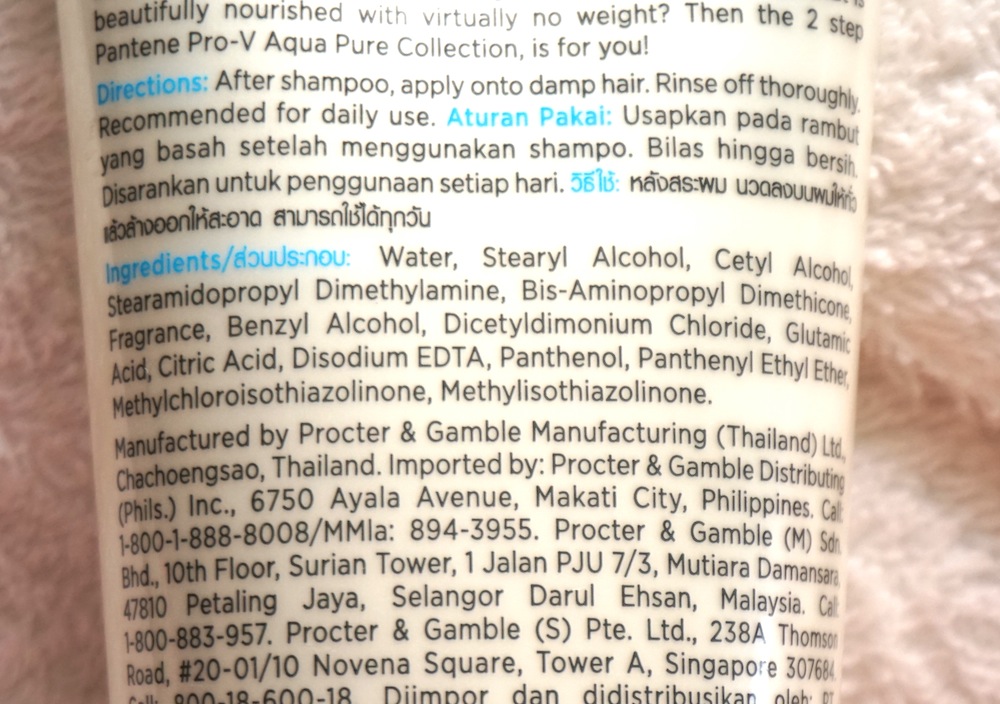 beautifully nourished with virtually no weight? Then the 2 step
Pantene Pro-V Aqua Pure Collection, is for you!
Directions: After shampoo, apply onto damp hair. Rinse off thoroughly.
Recommended for daily use. Aturan Pakai: Usapkan pada rambut
yang basah setelah menggunakan shampo. Bilas hingga bersih.
Disarankan untuk penggunaan setiap hari. วิธีใช้: หลังสระผม นวดลงบนผมให้ทั่ว
แล้วล้างออกให้สะอาด สามารถใช้ได้ทุกวัน
Ingredients/ส่วนประกอบ: Water, Stearyl Alcohol, Cetyl Alcohol,
Stearamidopropyl Dimethylamine, Bis-Aminopropyl Dimethicone,
Fragrance, Benzyl Alcohol, Dicetyldimonium Chloride, Glutamic
Acid, Citric Acid, Disodium EDTA, Panthenol, Panthenyl Ethyl Ether,
Methylchloroisothiazolinone, Methylisothiazolinone.
Manufactured by Procter & Gamble Manufacturing (Thailand) Ltd.,
Chachoengsao, Thailand. Imported by: Procter & Gamble Distributing
(Phils.) Inc., 6750 Ayala Avenue, Makati City, Philippines. Call:
1-800-1-888-8008/MMla: 894-3955. Procter & Gamble (M) Sdn.
Bhd., 10th Floor, Surian Tower, 1 Jalan PJU 7/3, Mutiara Damansara,
47810 Petaling Jaya, Selangor Darul Ehsan, Malaysia. Call:
1-800-883-957. Procter & Gamble (S) Pte. Ltd., 238A Thomson
Road, #20-01/10 Novena Square, Tower A, Singapore 307684.
Call: 800-18-600-18. Diimpor dan didistribusikan oleh: PT